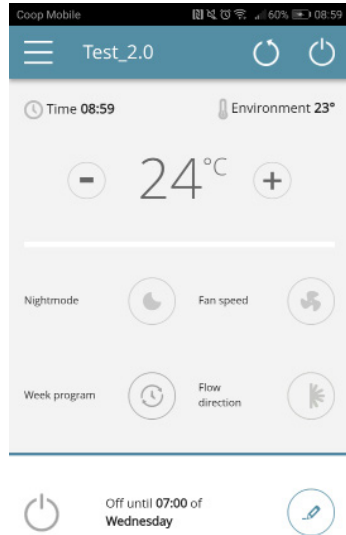 Coop Mobile 60% 08:59
Test_2.0
Time 08:59 Environment 23°
- 24°C +
Nightmode Fan speed
Week program Flow
direction
Off until 07:00 of
Wednesday